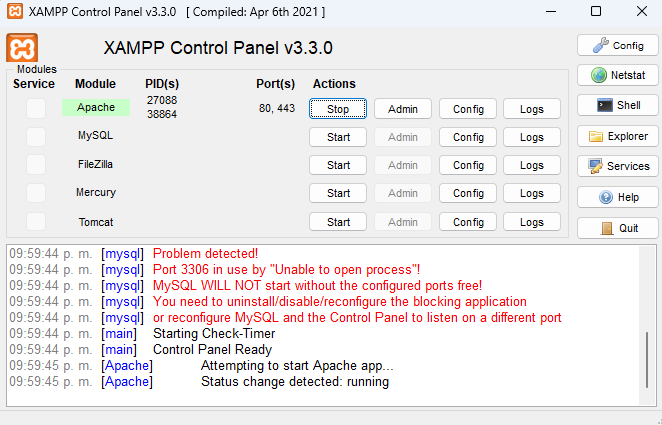 XAMPP Control Panel v3.3.0 [ Compiled: Apr 6th 2021 ]
XAMPP Control Panel v3.3.0
Config
Modules
Service Module PID(s) Port(s) Actions
Netstat
Apache 27088 38864 80, 443 Stop Admin Config Logs
Shell
MySQL Start Admin Config Logs
Explorer
FileZilla Start Admin Config Logs
Services
Mercury Start Admin Config Logs
Help
Tomcat Start Admin Config Logs
Quit
09:59:44 p. m. [mysql] Problem detected!
09:59:44 p. m. [mysql] Port 3306 in use by "Unable to open process"!
09:59:44 p. m. [mysql] MySQL WILL NOT start without the configured ports free!
09:59:44 p. m. [mysql] You need to uninstall/disable/reconfigure the blocking application
09:59:44 p. m. [mysql] or reconfigure MySQL and the Control Panel to listen on a different port
09:59:44 p. m. [main] Starting Check-Timer
09:59:44 p. m. [main] Control Panel Ready
09:59:45 p. m. [Apache] Attempting to start Apache app...
09:59:45 p. m. [Apache] Status change detected: running